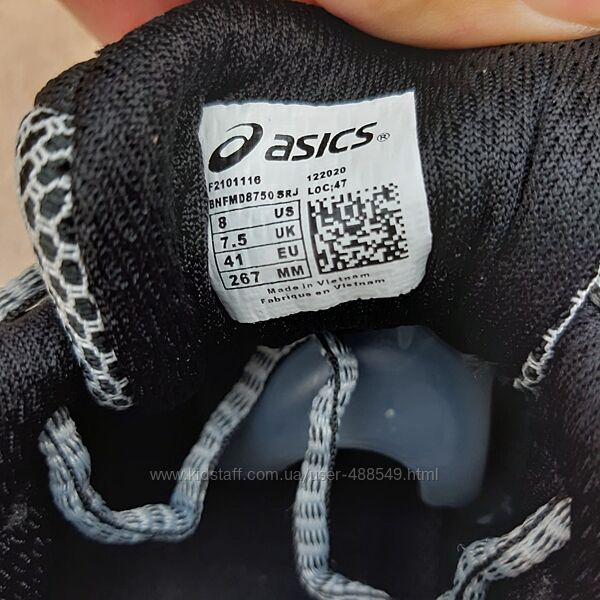 asics®
F2101116 122020
BNFMD8750 SRJ LOC:47
8 US
7.5 UK
41 EU
267 MM
Made in Vietnam
Fabrique en Vietnam
www.kidstaff.com.ua/user-488549.html